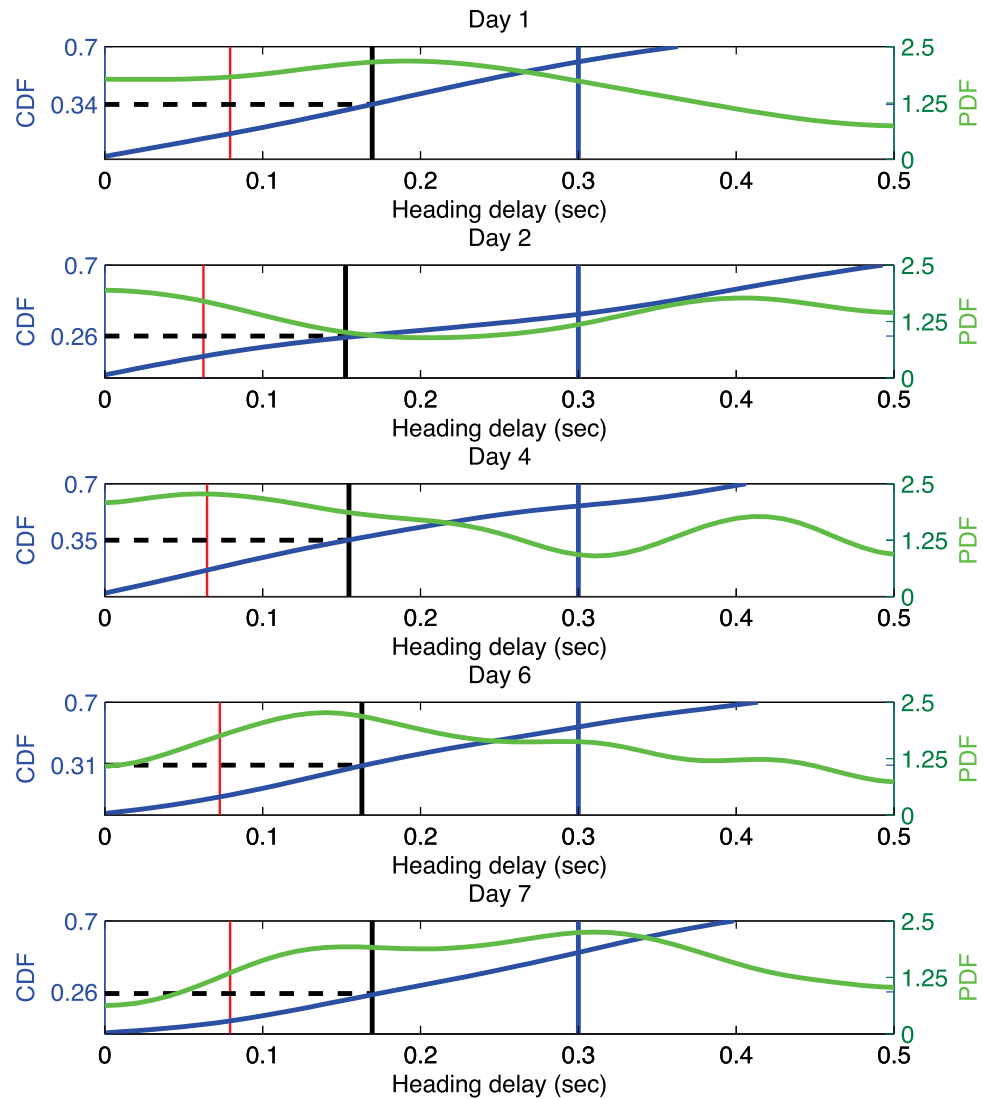 Day 1
0.7 2.5
CDF 0.34 1.25 PDF
0
0 0.1 0.2 0.3 0.4 0.5
Heading delay (sec)
Day 2
0.7 2.5
CDF 0.26 1.25 PDF
0
0 0.1 0.2 0.3 0.4 0.5
Heading delay (sec)
Day 4
0.7 2.5
CDF 0.35 1.25 PDF
0
0 0.1 0.2 0.3 0.4 0.5
Heading delay (sec)
Day 6
0.7 2.5
CDF 0.31 1.25 PDF
0
0 0.1 0.2 0.3 0.4 0.5
Heading delay (sec)
Day 7
0.7 2.5
CDF 0.26 1.25 PDF
0
0 0.1 0.2 0.3 0.4 0.5
Heading delay (sec)